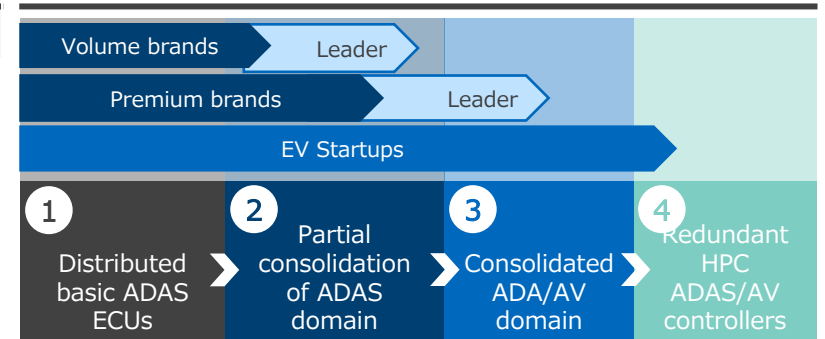 Volume brands
Leader
Premium brands
Leader
EV Startups
1
Distributed
basic ADAS
ECUs
2
Partial
consolidation
of ADAS
domain
3
Consolidated
ADA/AV
domain
4
Redundant
HPC
ADAS/AV
controllers